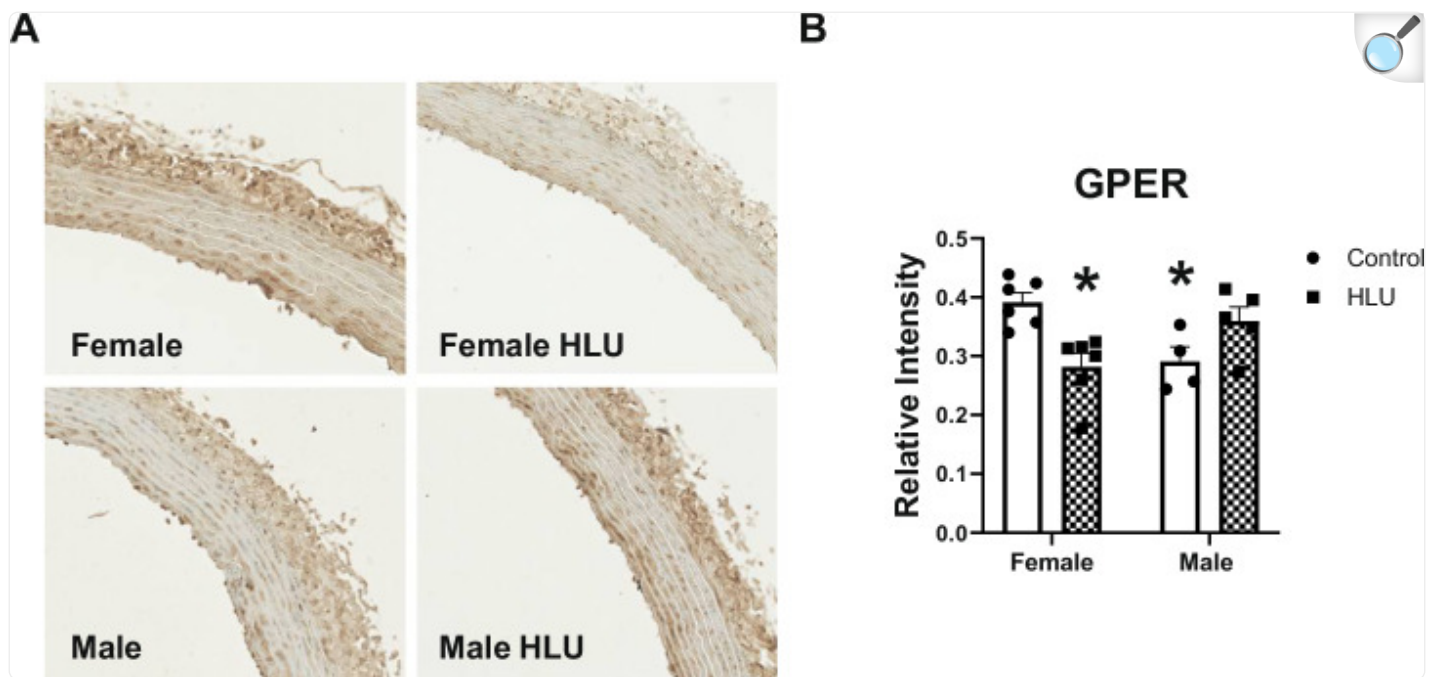 A
B
Female
Female HLU
Male
Male HLU
GPER
Relative Intensity
0.5
0.4
0.3
0.2
0.1
0.0
*
*
Female
Male
Control
HLU